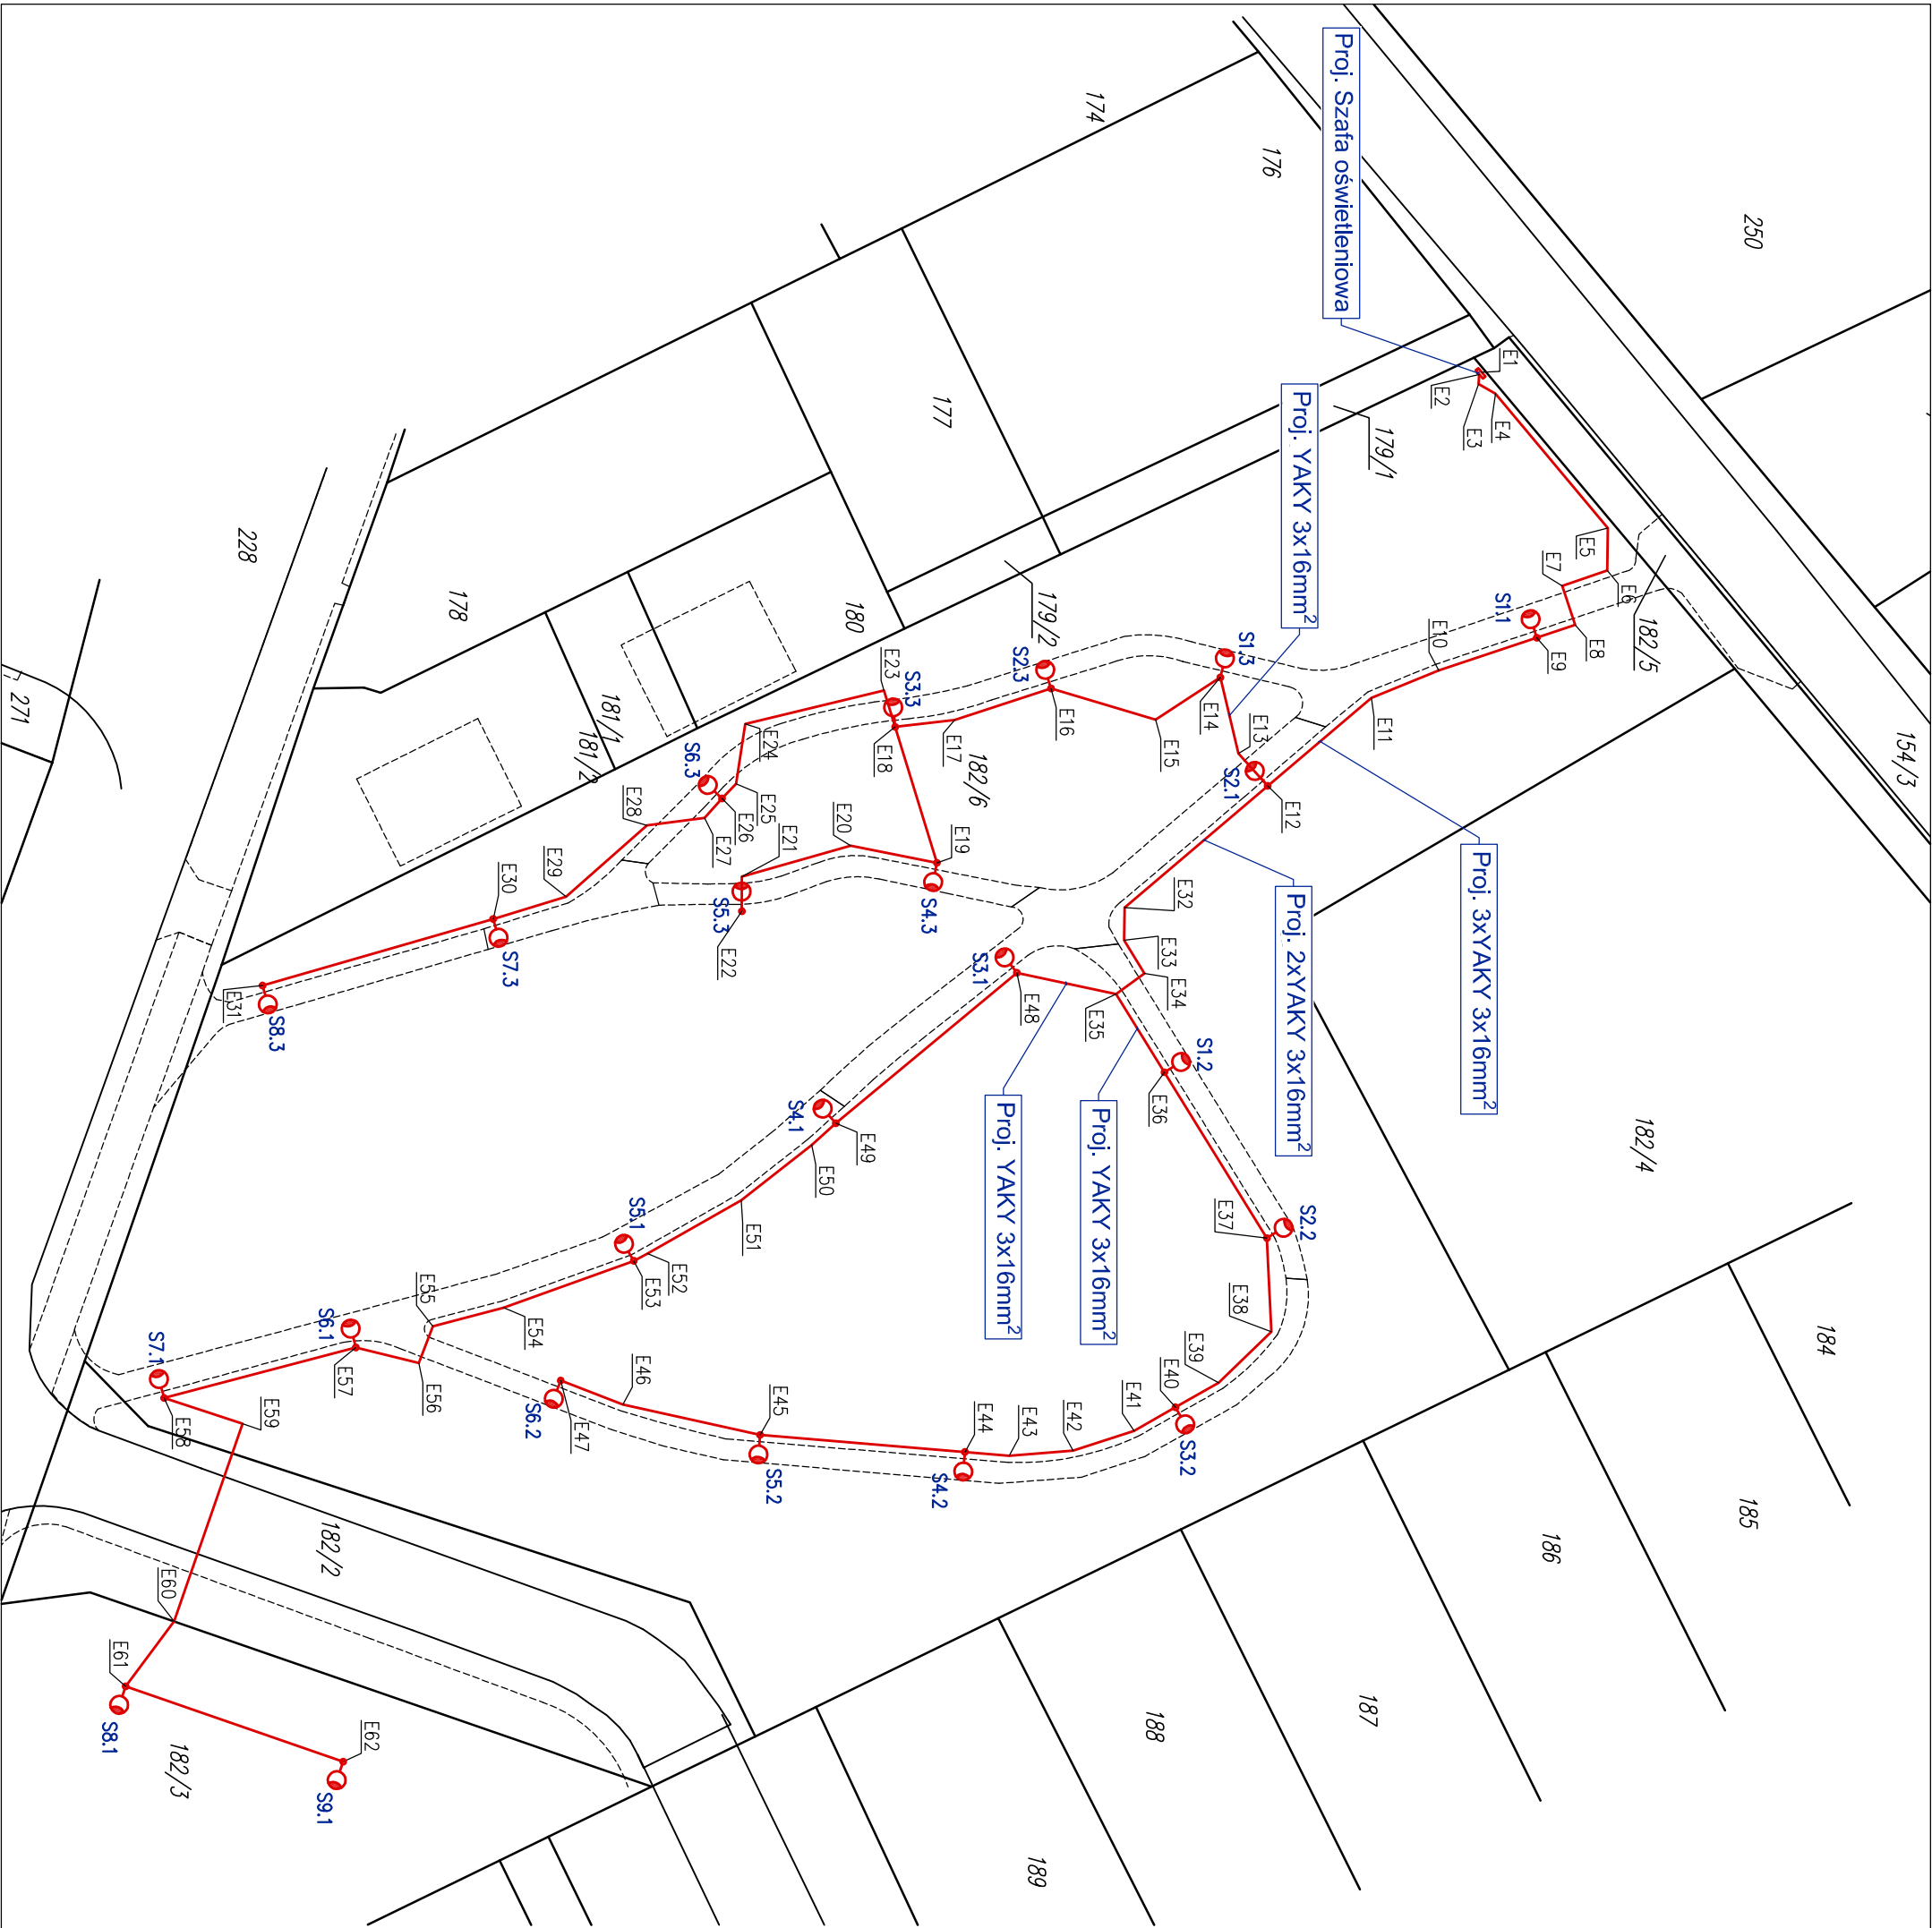 Proj. Szafa oświetleniowa
Proj. YAKY 3x16mm²
Proj. 3xYAKY 3x16mm²
Proj. 2xYAKY 3x16mm²
Proj. YAKY 3x16mm²
Proj. YAKY 3x16mm²
250
154/3
174
176
177
178
179/1
179/2
180
181/1
181/2
182/2
182/3
182/4
182/5
182/6
184
185
186
187
188
189
228
271
S1.1
S2.1
S3.1
S4.1
S5.1
S6.1
S7.1
S8.1
S9.1
S1.2
S2.2
S3.2
S4.2
S5.2
S6.2
S1.3
S2.3
S3.3
S4.3
S5.3
S6.3
S7.3
S8.3
E1
E2
E3
E4
E5
E6
E7
E8
E9
E10
E11
E12
E13
E14
E15
E16
E17
E18
E19
E20
E21
E22
E23
E24
E25
E26
E27
E28
E29
E30
E31
E32
E33
E34
E35
E36
E37
E38
E39
E40
E41
E42
E43
E44
E45
E46
E47
E48
E49
E50
E51
E52
E53
E54
E55
E56
E57
E58
E59
E60
E61
E62